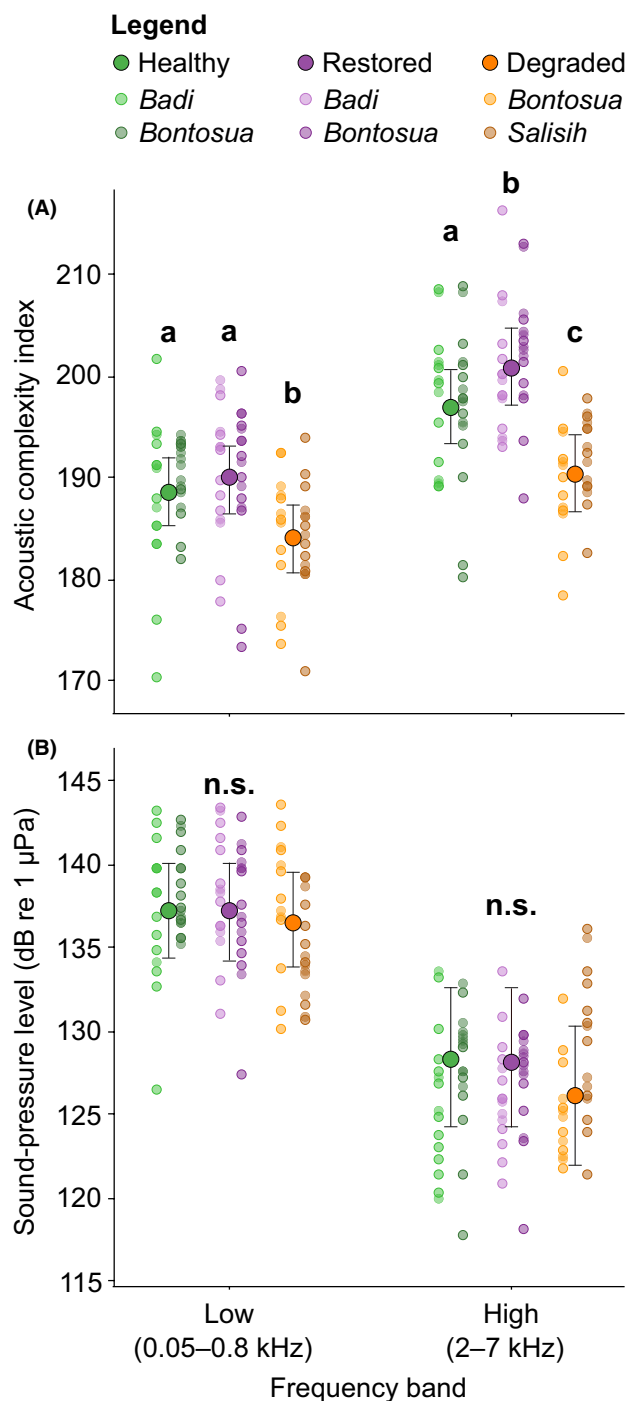 Legend
Healthy Restored Degraded
Badi Badi Bontosua
Bontosua Bontosua Salisih
(A)
b
a
a a
c
b
210
200
190
180
170
Acoustic complexity index
(B)
n.s.
n.s.
145
140
135
130
125
120
115
Sound-pressure level (dB re 1 μPa)
Low High
(0.05–0.8 kHz) (2–7 kHz)
Frequency band